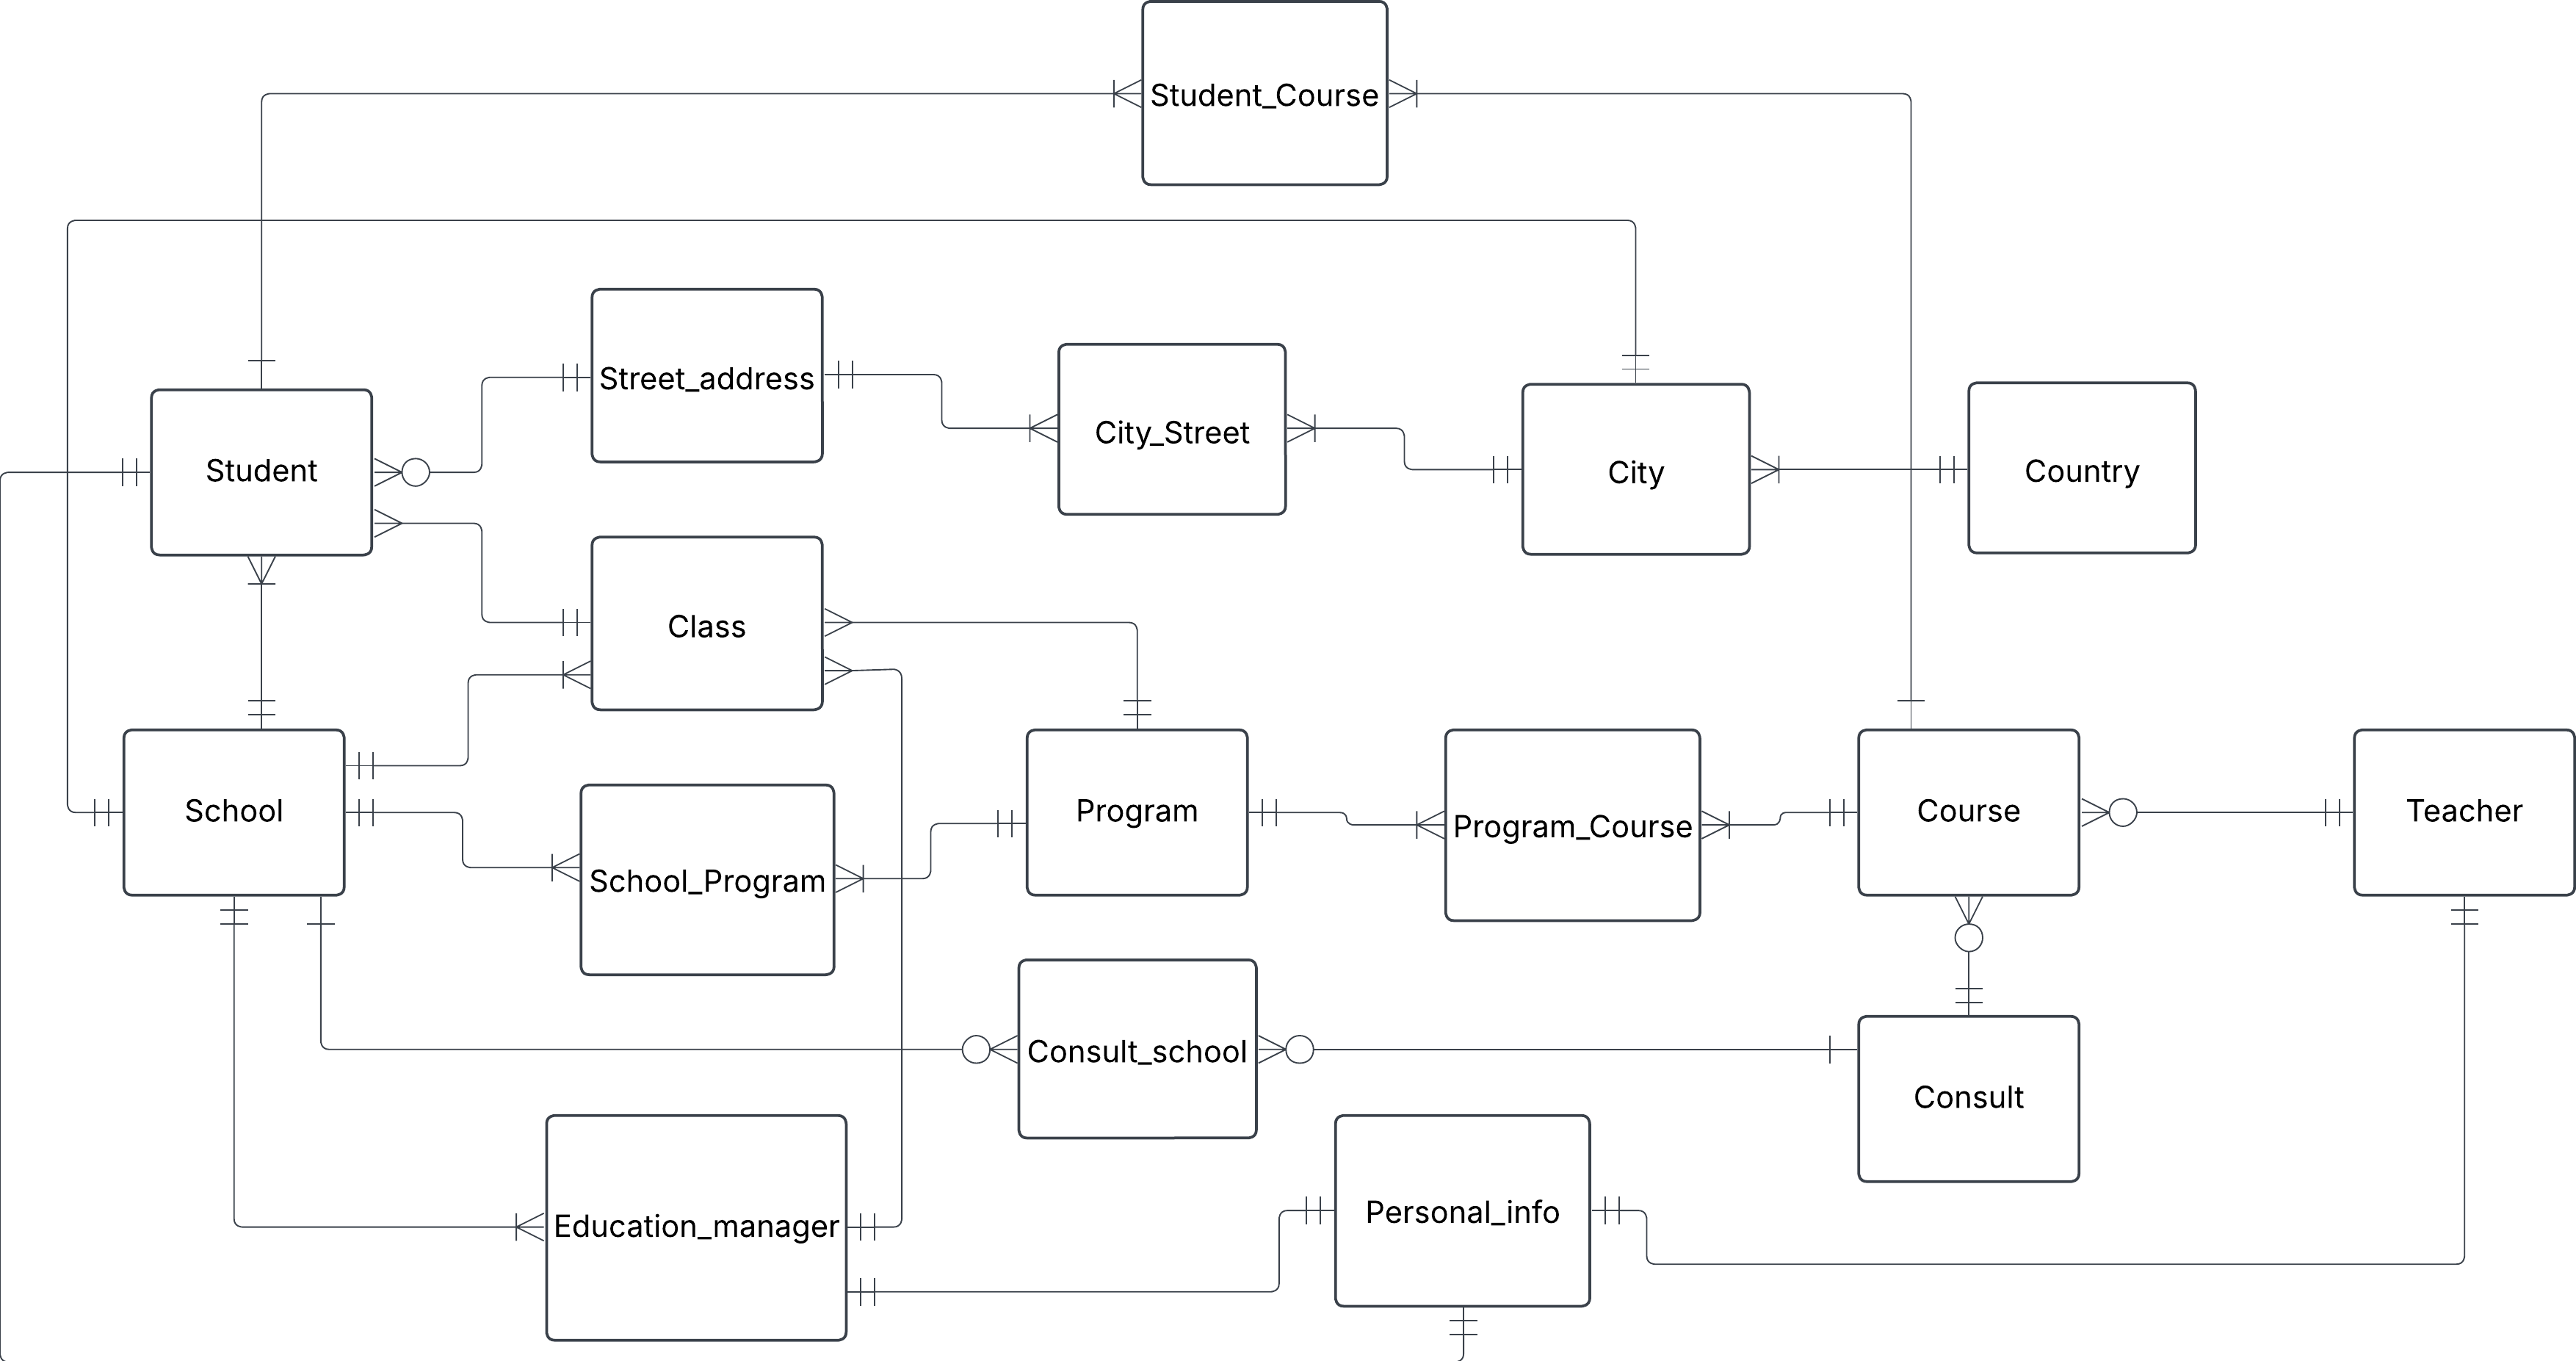 Student_Course
Street_address
City_Street
Student
City
Country
Class
School
Program
Program_Course
Course
Teacher
School_Program
Consult_school
Consult
Education_manager
Personal_info